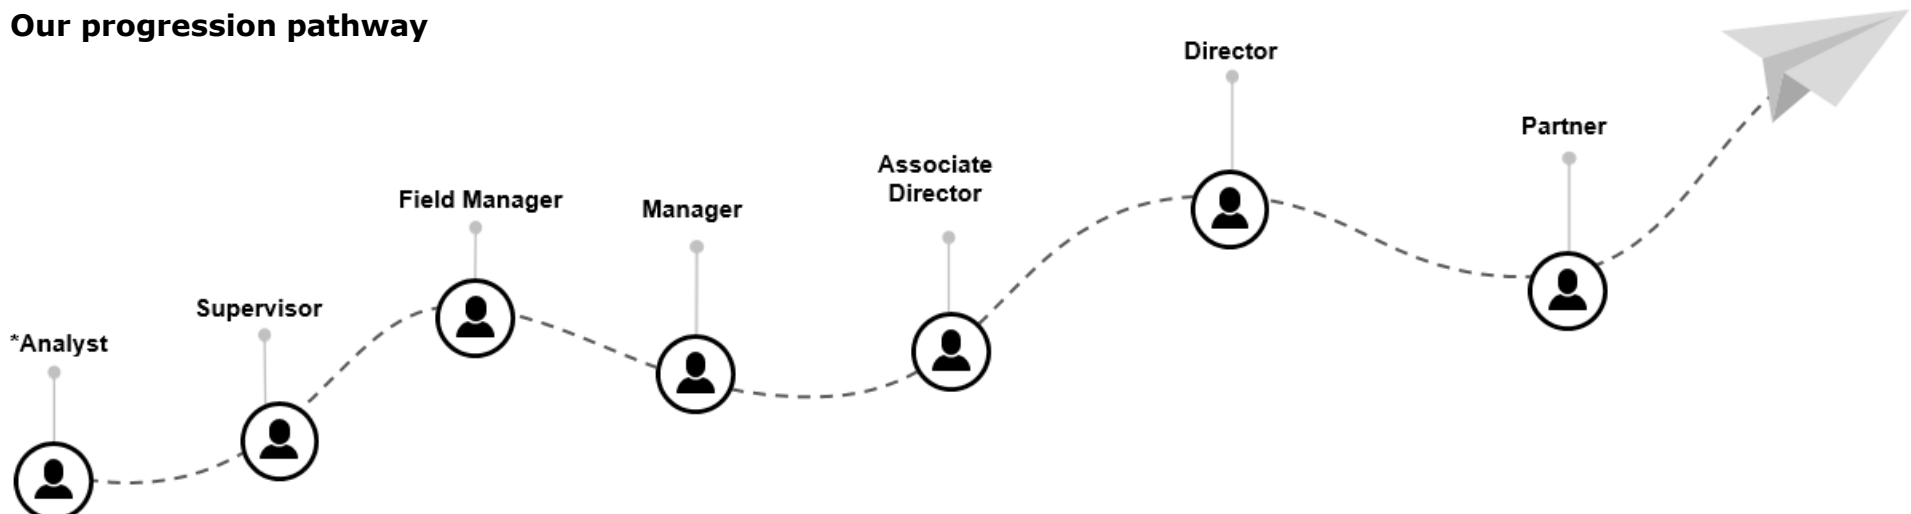 Our progression pathway
*Analyst
Supervisor
Field Manager
Manager
Associate
Director
Director
Partner